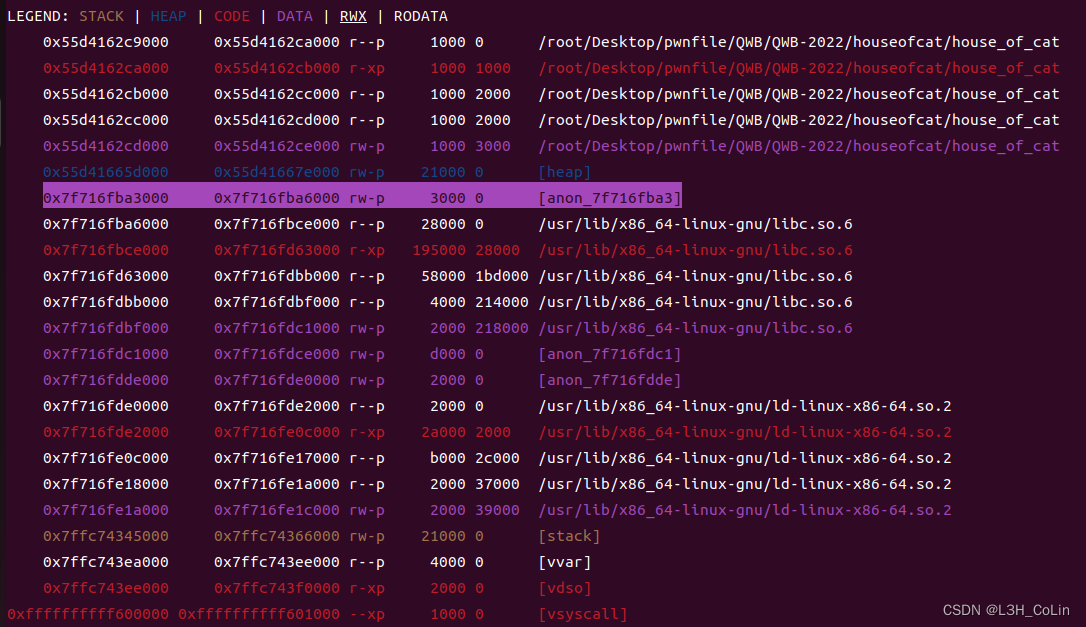 LEGEND: STACK | HEAP | CODE | DATA | RWX | RODATA
0x55d4162c9000 0x55d4162ca000 r--p 1000 0 /root/Desktop/pwnfile/QWB/QWB-2022/houseofcat/house_of_cat
0x55d4162ca000 0x55d4162cb000 r-xp 1000 1000 /root/Desktop/pwnfile/QWB/QWB-2022/houseofcat/house_of_cat
0x55d4162cb000 0x55d4162cc000 r--p 1000 2000 /root/Desktop/pwnfile/QWB/QWB-2022/houseofcat/house_of_cat
0x55d4162cc000 0x55d4162cd000 r--p 1000 2000 /root/Desktop/pwnfile/QWB/QWB-2022/houseofcat/house_of_cat
0x55d4162cd000 0x55d4162ce000 rw-p 1000 3000 /root/Desktop/pwnfile/QWB/QWB-2022/houseofcat/house_of_cat
0x55d41665d000 0x55d41667e000 rw-p 21000 0 [heap]
0x7f716fba3000 0x7f716fba6000 rw-p 3000 0 [anon_7f716fba3]
0x7f716fba6000 0x7f716fbce000 r--p 28000 0 /usr/lib/x86_64-linux-gnu/libc.so.6
0x7f716fbce000 0x7f716fd63000 r-xp 195000 28000 /usr/lib/x86_64-linux-gnu/libc.so.6
0x7f716fd63000 0x7f716fdbb000 r--p 58000 1bd000 /usr/lib/x86_64-linux-gnu/libc.so.6
0x7f716fdbb000 0x7f716fdbf000 r--p 4000 214000 /usr/lib/x86_64-linux-gnu/libc.so.6
0x7f716fdbf000 0x7f716fdc1000 rw-p 2000 218000 /usr/lib/x86_64-linux-gnu/libc.so.6
0x7f716fdc1000 0x7f716fdce000 rw-p d000 0 [anon_7f716fdc1]
0x7f716fdde000 0x7f716fde0000 rw-p 2000 0 [anon_7f716fdde]
0x7f716fde0000 0x7f716fde2000 r--p 2000 0 /usr/lib/x86_64-linux-gnu/ld-linux-x86-64.so.2
0x7f716fde2000 0x7f716fe0c000 r-xp 2a000 2000 /usr/lib/x86_64-linux-gnu/ld-linux-x86-64.so.2
0x7f716fe0c000 0x7f716fe17000 r--p b000 2c000 /usr/lib/x86_64-linux-gnu/ld-linux-x86-64.so.2
0x7f716fe18000 0x7f716fe1a000 r--p 2000 37000 /usr/lib/x86_64-linux-gnu/ld-linux-x86-64.so.2
0x7f716fe1a000 0x7f716fe1c000 rw-p 2000 39000 /usr/lib/x86_64-linux-gnu/ld-linux-x86-64.so.2
0x7ffc74345000 0x7ffc74366000 rw-p 21000 0 [stack]
0x7ffc743ea000 0x7ffc743ee000 r--p 4000 0 [vvar]
0x7ffc743ee000 0x7ffc743f0000 r-xp 2000 0 [vdso]
0xffffffffff600000 0xffffffffff601000 --xp 1000 0 [vsyscall]
CSDN @L3H_CoLin